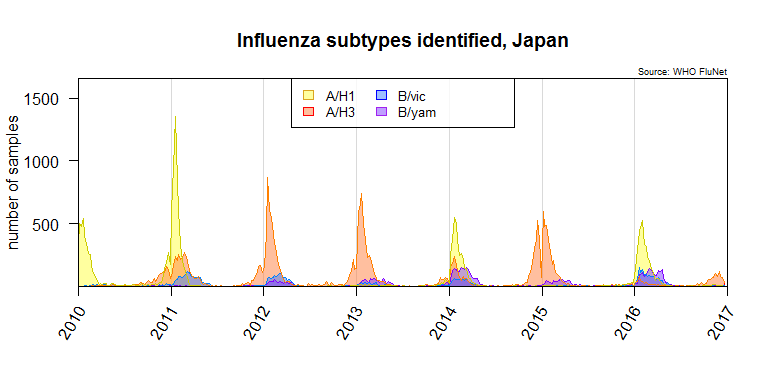 Influenza subtypes identified, Japan
Source: WHO FluNet
A/H1 B/vic
A/H3 B/yam
number of samples
1500
1000
500
2010 2011 2012 2013 2014 2015 2016 2017